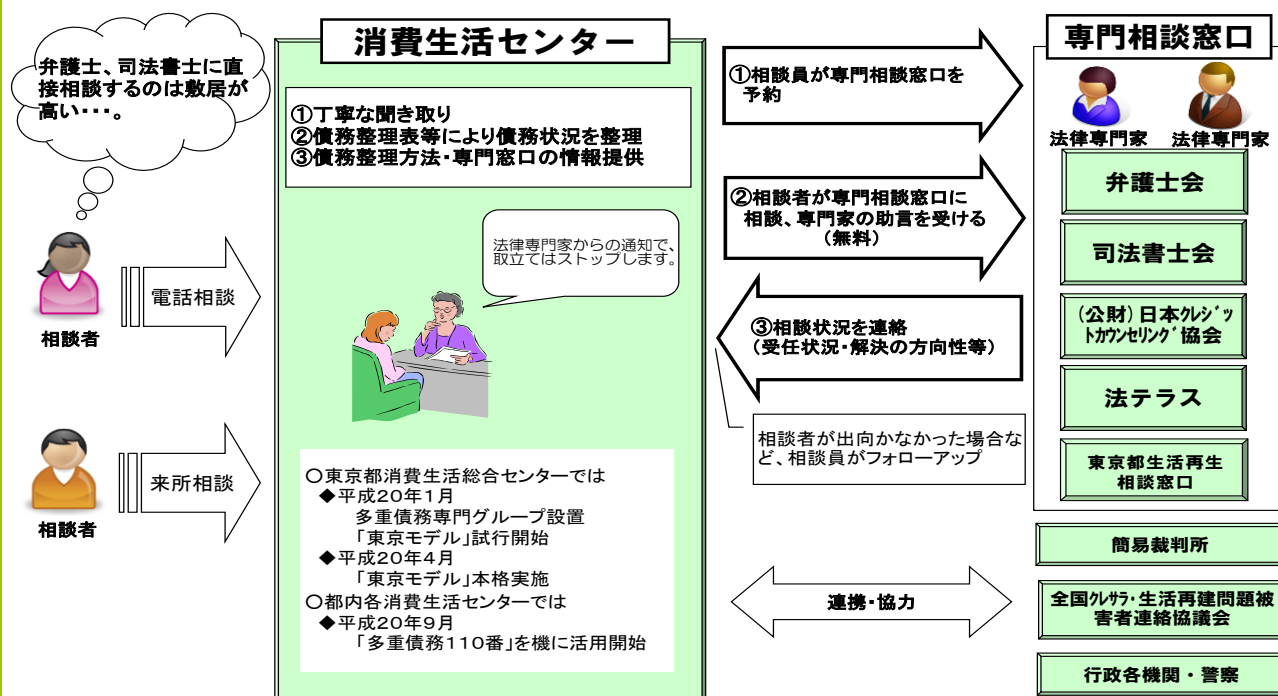 弁護士、司法書士に直
接相談するのは敷居が
高い・・・。
相談者
電話相談
相談者
来所相談
消費生活センター
①丁寧な聞き取り
②債務整理表等により債務状況を整理
③債務整理方法・専門窓口の情報提供
法律専門家からの通知で、
取立てはストップします。
○東京都消費生活総合センターでは
◆平成20年1月
多重債務専門グループ設置
「東京モデル」試行開始
◆平成20年4月
「東京モデル」本格実施
○都内各消費生活センターでは
◆平成20年9月
「多重債務110番」を機に活用開始
①相談員が専門相談窓口を
予約
②相談者が専門相談窓口に
相談、専門家の助言を受ける
(無料)
③相談状況を連絡
(受任状況・解決の方向性等)
相談者が出向かなかった場合な
ど、相談員がフォローアップ
連携・協力
専門相談窓口
法律専門家 法律専門家
弁護士会
司法書士会
(公財)日本ｸﾚｼﾞｯ
ﾄｶｳﾝｾﾘﾝｸﾞ協会
法テラス
東京都生活再生
相談窓口
簡易裁判所
全国ｸﾚｻﾗ・生活再建問題被
害者連絡協議会
行政各機関・警察